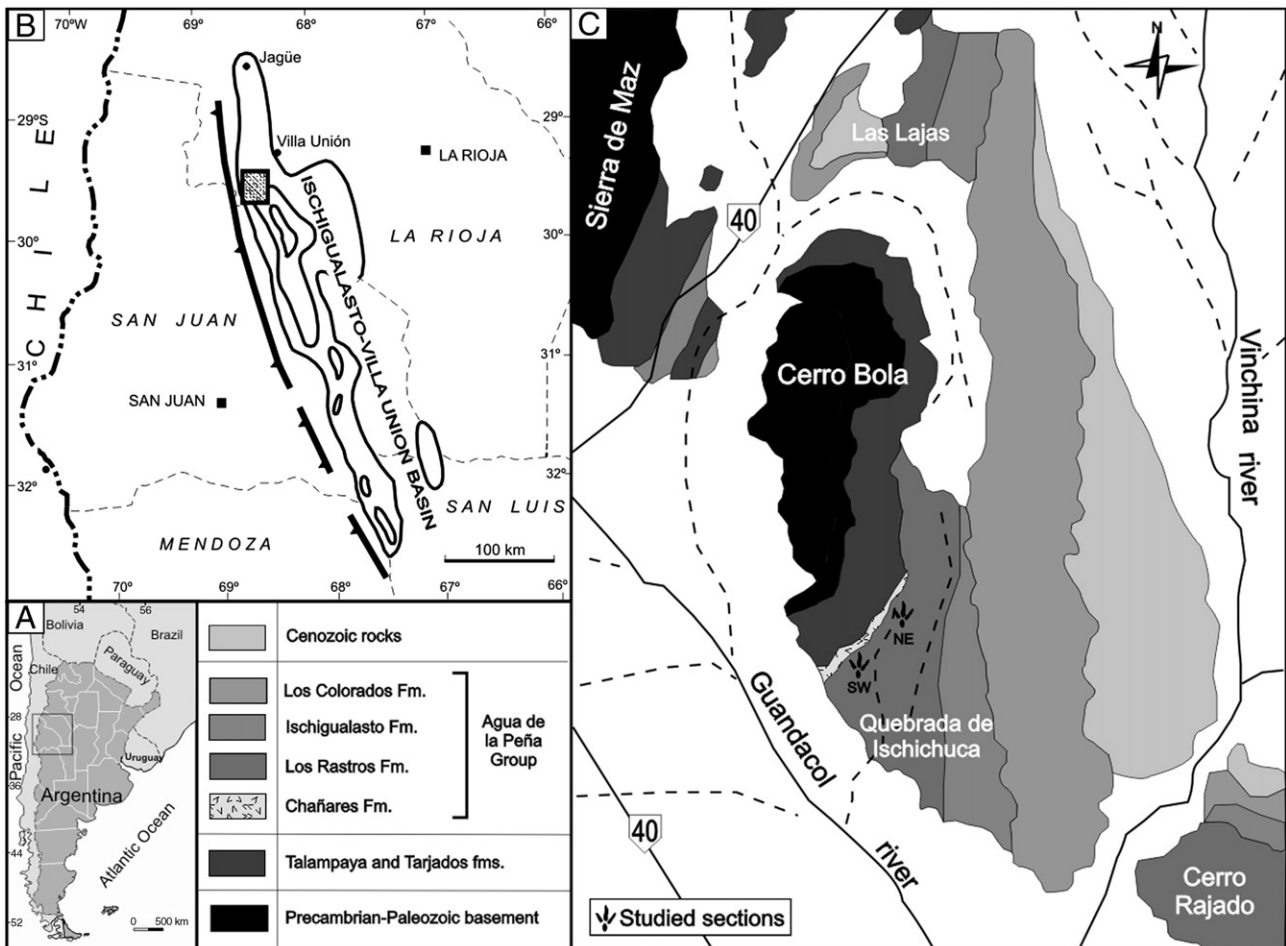 B
70ºW
69º
68º
67º
66º
29ºS
30º
31º
32º
CHILE
Jagüe
Villa Unión
LA RIOJA
LA RIOJA
SAN JUAN
SAN JUAN
ISCHIGUALASTO-VILLA UNION BASIN
SAN LUIS
MENDOZA
100 km
70º
69º
68º
67º
66º
A
54
56
Bolivia
Brazil
Paraguay
Chile
Pacific Ocean
28
36
44
52
Uruguay
Argentina
Atlantic Ocean
0
500 km
Cenozoic rocks
Los Colorados Fm.
Ischigualasto Fm.
Los Rastros Fm.
Chañares Fm.
Agua de
la Peña
Group
Talampaya and Tarjados fms.
Precambrian-Paleozoic basement
C
N
Sierra de Maz
Las Lajas
40
Cerro Bola
Vinchina river
NE
SW
Quebrada de
Ischichuca
Guandacol river
40
Cerro
Rajado
Studied sections